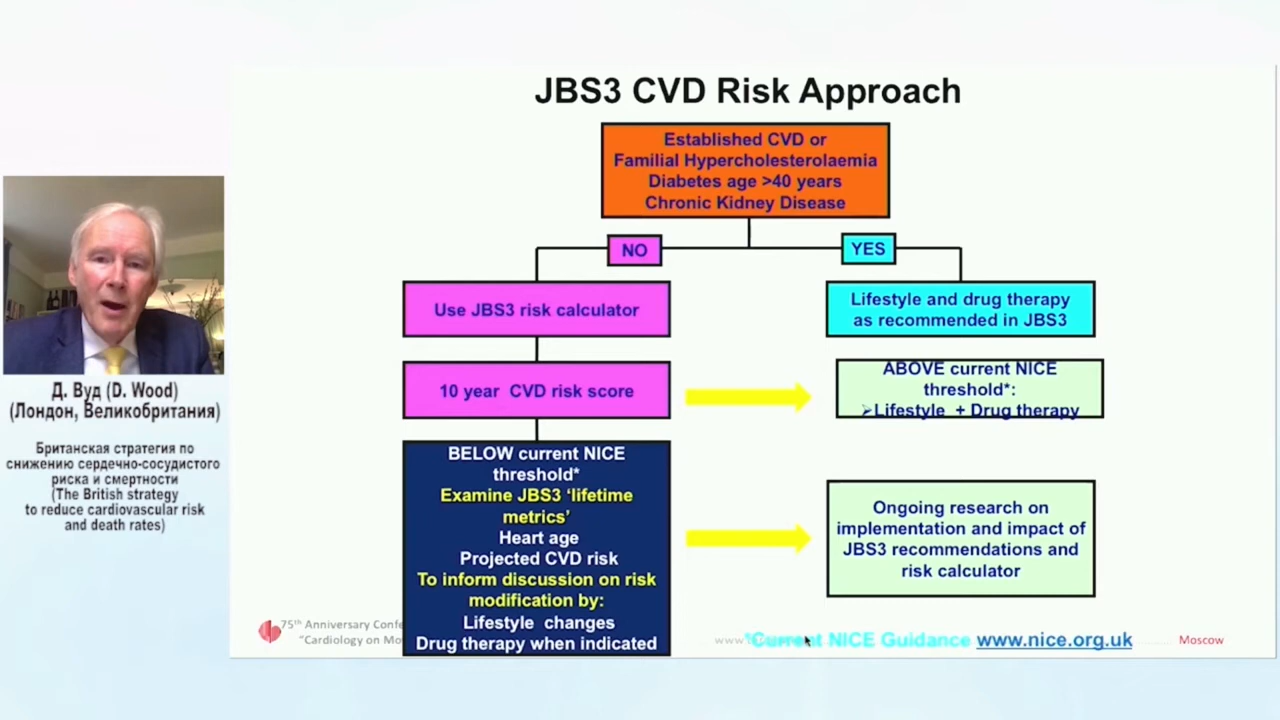 JBS3 CVD Risk Approach
Established CVD or
Familial Hypercholesterolaemia
Diabetes age >40 years
Chronic Kidney Disease
NO
YES
Use JBS3 risk calculator
Lifestyle and drug therapy
as recommended in JBS3
10 year CVD risk score
ABOVE current NICE
threshold*:
➢Lifestyle + Drug therapy
BELOW current NICE
threshold*
Examine JBS3 ‘lifetime
metrics’
Heart age
Projected CVD risk
To inform discussion on risk
modification by:
Lifestyle changes
Drug therapy when indicated
Ongoing research on
implementation and impact of
JBS3 recommendations and
risk calculator
Д. Вуд (D. Wood)
(Лондон, Великобритания)
Британская стратегия по
снижению сердечно-сосудистого
риска и смертности
(The British strategy
to reduce cardiovascular risk
and death rates)
75th Anniversary
“Cardiology on
*Current NICE Guidance www.nice.org.uk
Moscow